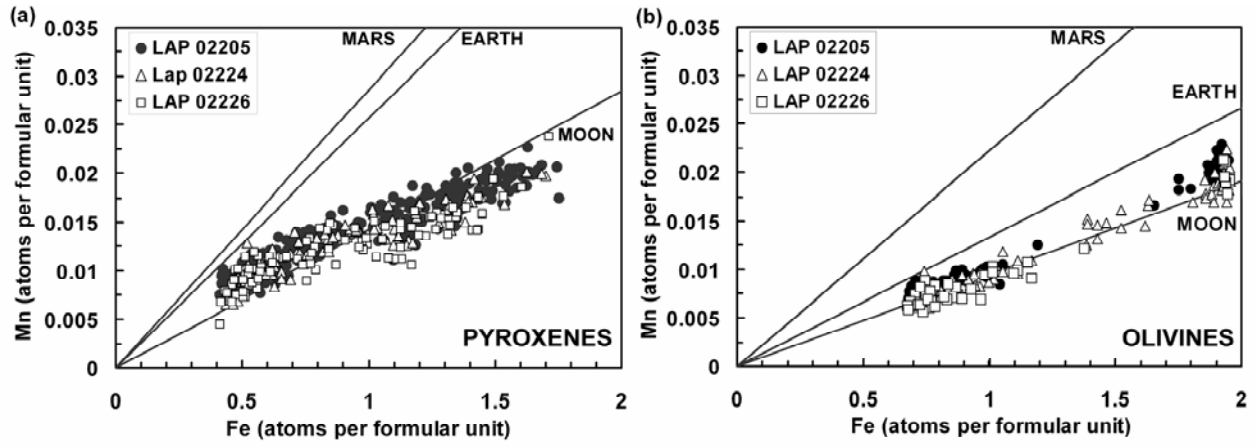 (a)
0.035
0.03
0.025
0.02
0.015
0.01
0.005
0
Mn (atoms per formular unit)
LAP 02205
Lap 02224
LAP 02226
MARS
EARTH
MOON
PYROXENES
0 0.5 1 1.5 2
Fe (atoms per formular unit)
(b)
0.035
0.03
0.025
0.02
0.015
0.01
0.005
0
Mn (atoms per formular unit)
LAP 02205
LAP 02224
LAP 02226
MARS
EARTH
MOON
OLIVINES
0 0.5 1 1.5 2
Fe (atoms per formular unit)